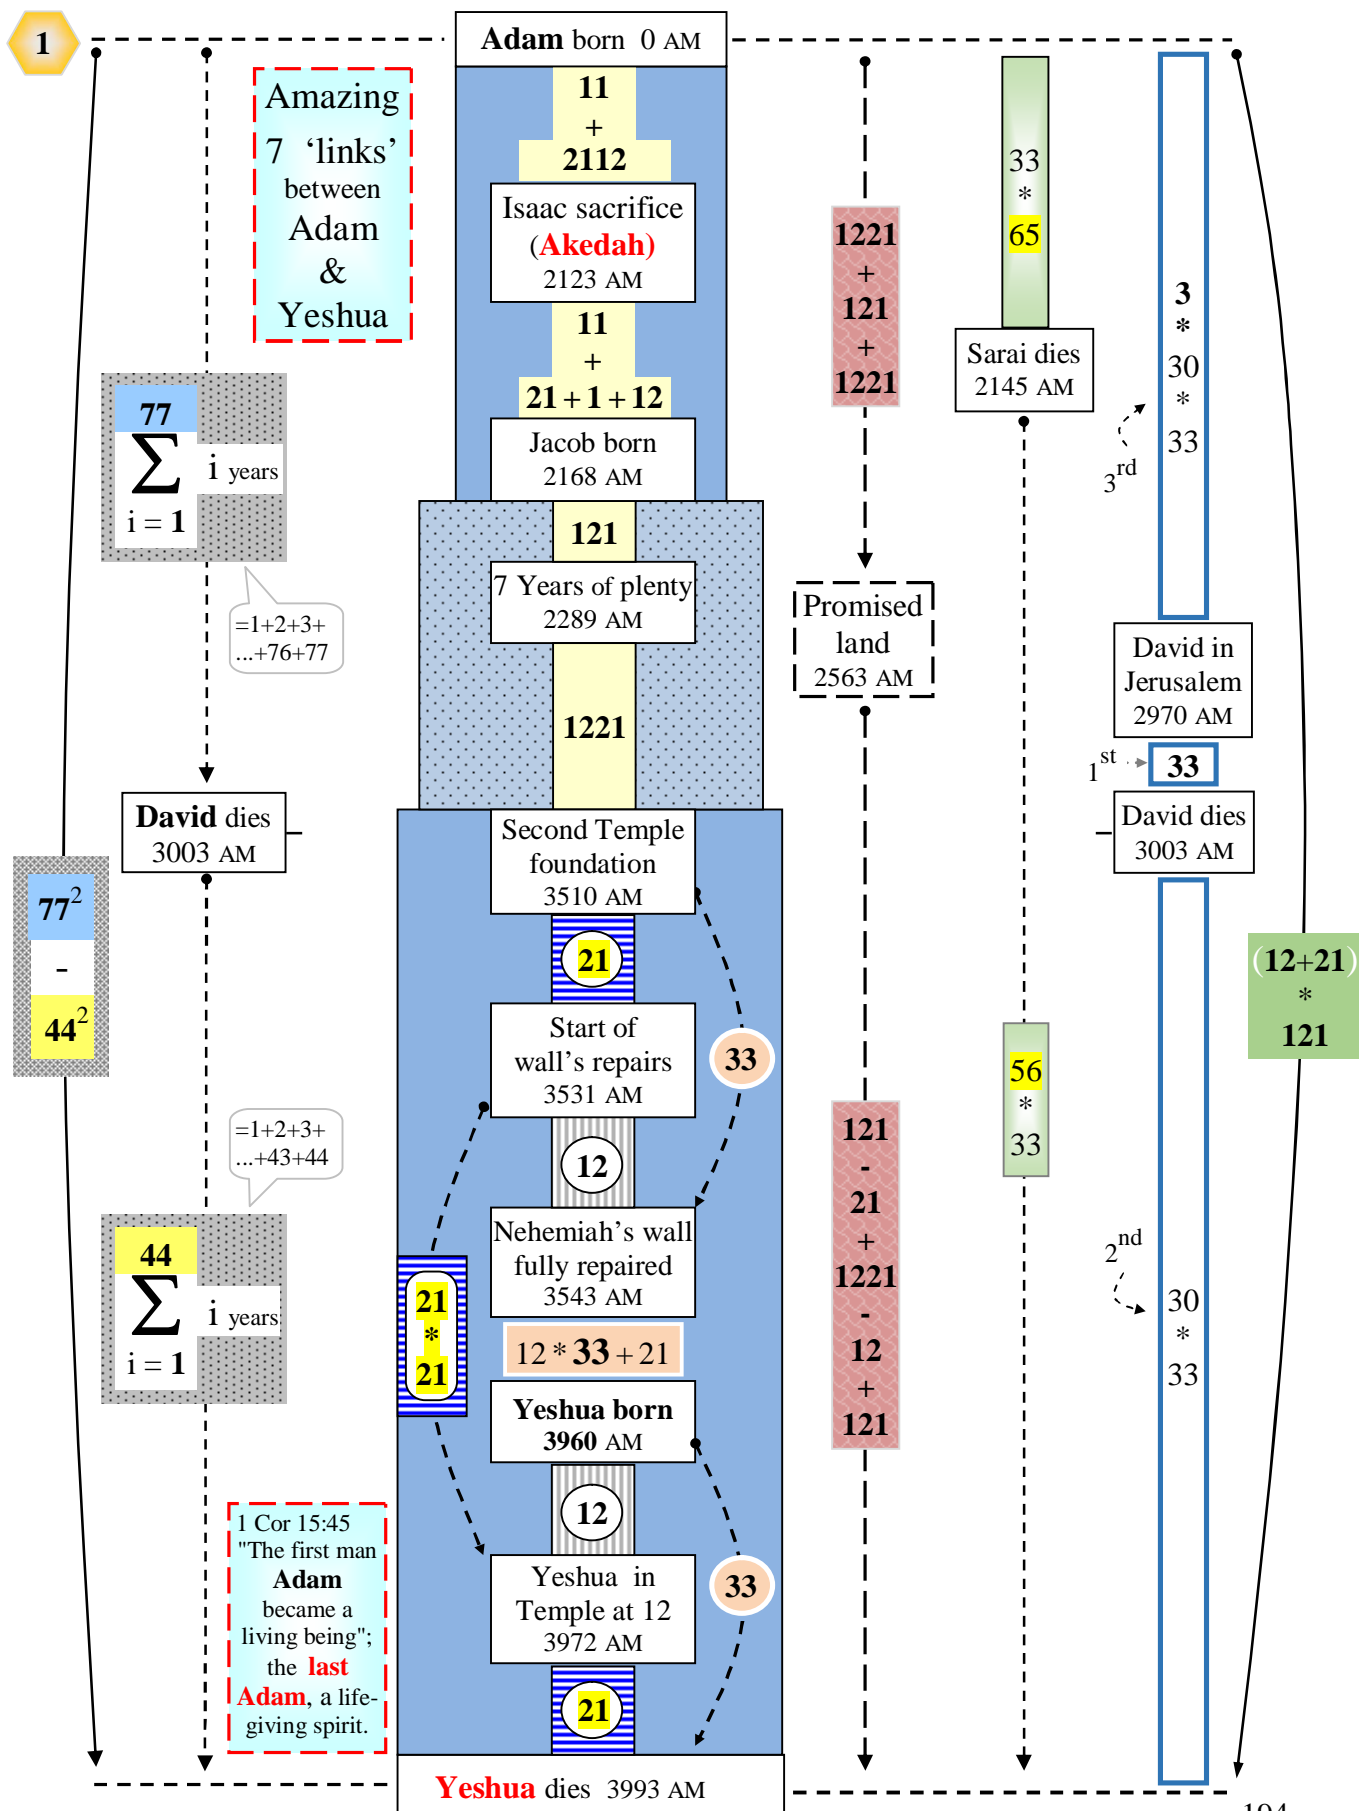 1
Adam born 0 AM
Amazing
7 ‘links’
between
Adam
&
Yeshua
11
+
2112
Isaac sacrifice
(Akedah)
2123 AM
11
+
21 + 1 + 12
Jacob born
2168 AM
121
7 Years of plenty
2289 AM
1221
Second Temple
foundation
3510 AM
21
Start of
wall’s repairs
3531 AM
33
12
Nehemiah’s wall
fully repaired
3543 AM
21
*
21
12 * 33 + 21
Yeshua born
3960 AM
12
33
Yeshua in
Temple at 12
3972 AM
21
Yeshua dies 3993 AM
77² 
-
44²
77
∑ i years
i = 1
=1+2+3+
...+76+77
David dies
3003 AM
=1+2+3+
...+43+44
44
∑ i years
i = 1
1 Cor 15:45
"The first man
Adam
became a
living being";
the last
Adam, a life-
giving spirit.
1221
+
121
+
1221
Promised
land
2563 AM
121
-
21
+
1221
-
12
+
121
33
*
65
Sarai dies
2145 AM
56
*
33
3
*
30
*
33
3rd
David in
Jerusalem
2970 AM
1st
33
David dies
3003 AM
2nd
30
*
33
(12+21)
*
121